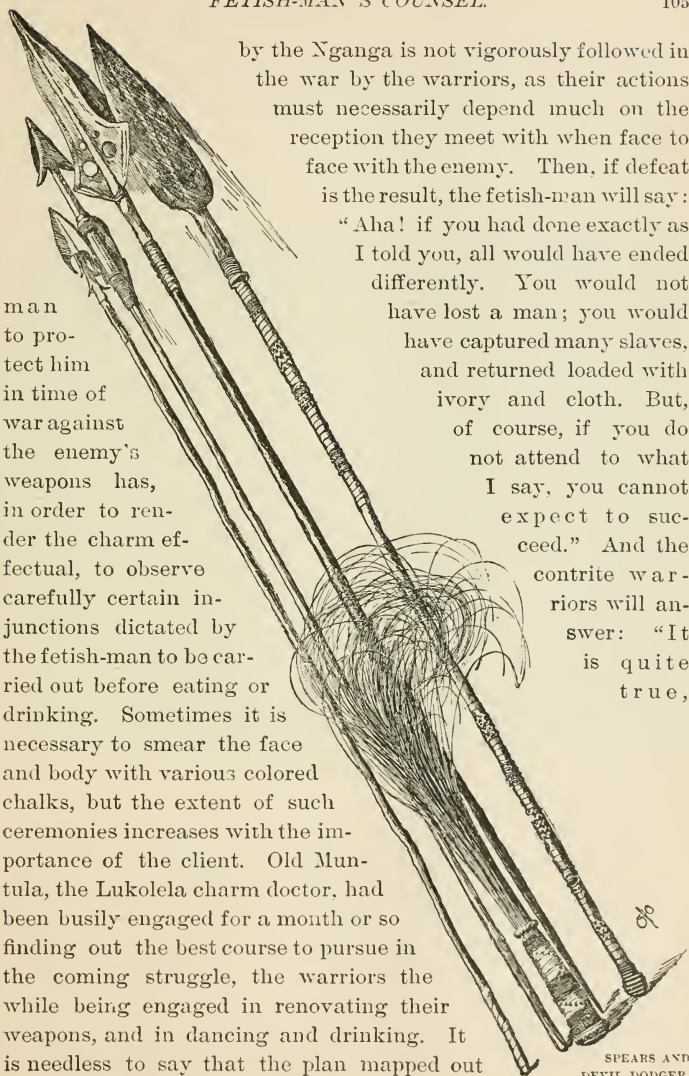 FETISH-MAN'S COUNSEL. 105
man
to pro-
tect him
in time of
war against
the enemy's
weapons has,
in order to ren-
der the charm ef-
fectual, to observe
carefully certain in-
junctions dictated by
the fetish-man to be car-
ried out before eating or
drinking. Sometimes it is
necessary to smear the face
and body with various colored
chalks, but the extent of such
ceremonies increases with the im-
portance of the client. Old Mun-
tula, the Lukolela charm doctor, had
been busily engaged for a month or so
finding out the best course to pursue in
the coming struggle, the warriors the
while being engaged in renovating their
weapons, and in dancing and drinking. It
is needless to say that the plan mapped out
by the Nganga is not vigorously followed in
the war by the warriors, as their actions
must necessarily depend much on the
reception they meet with when face to
face with the enemy. Then, if defeat
is the result, the fetish-man will say:
"Aha! if you had done exactly as
I told you, all would have ended
differently. You would not
have lost a man; you would
have captured many slaves,
and returned loaded with
ivory and cloth. But,
of course, if you do
not attend to what
I say, you cannot
expect to suc-
ceed." And the
contrite war-
riors will an-
swer: "It
is quite
true,
SPEARS AND
DEVIL DODGER